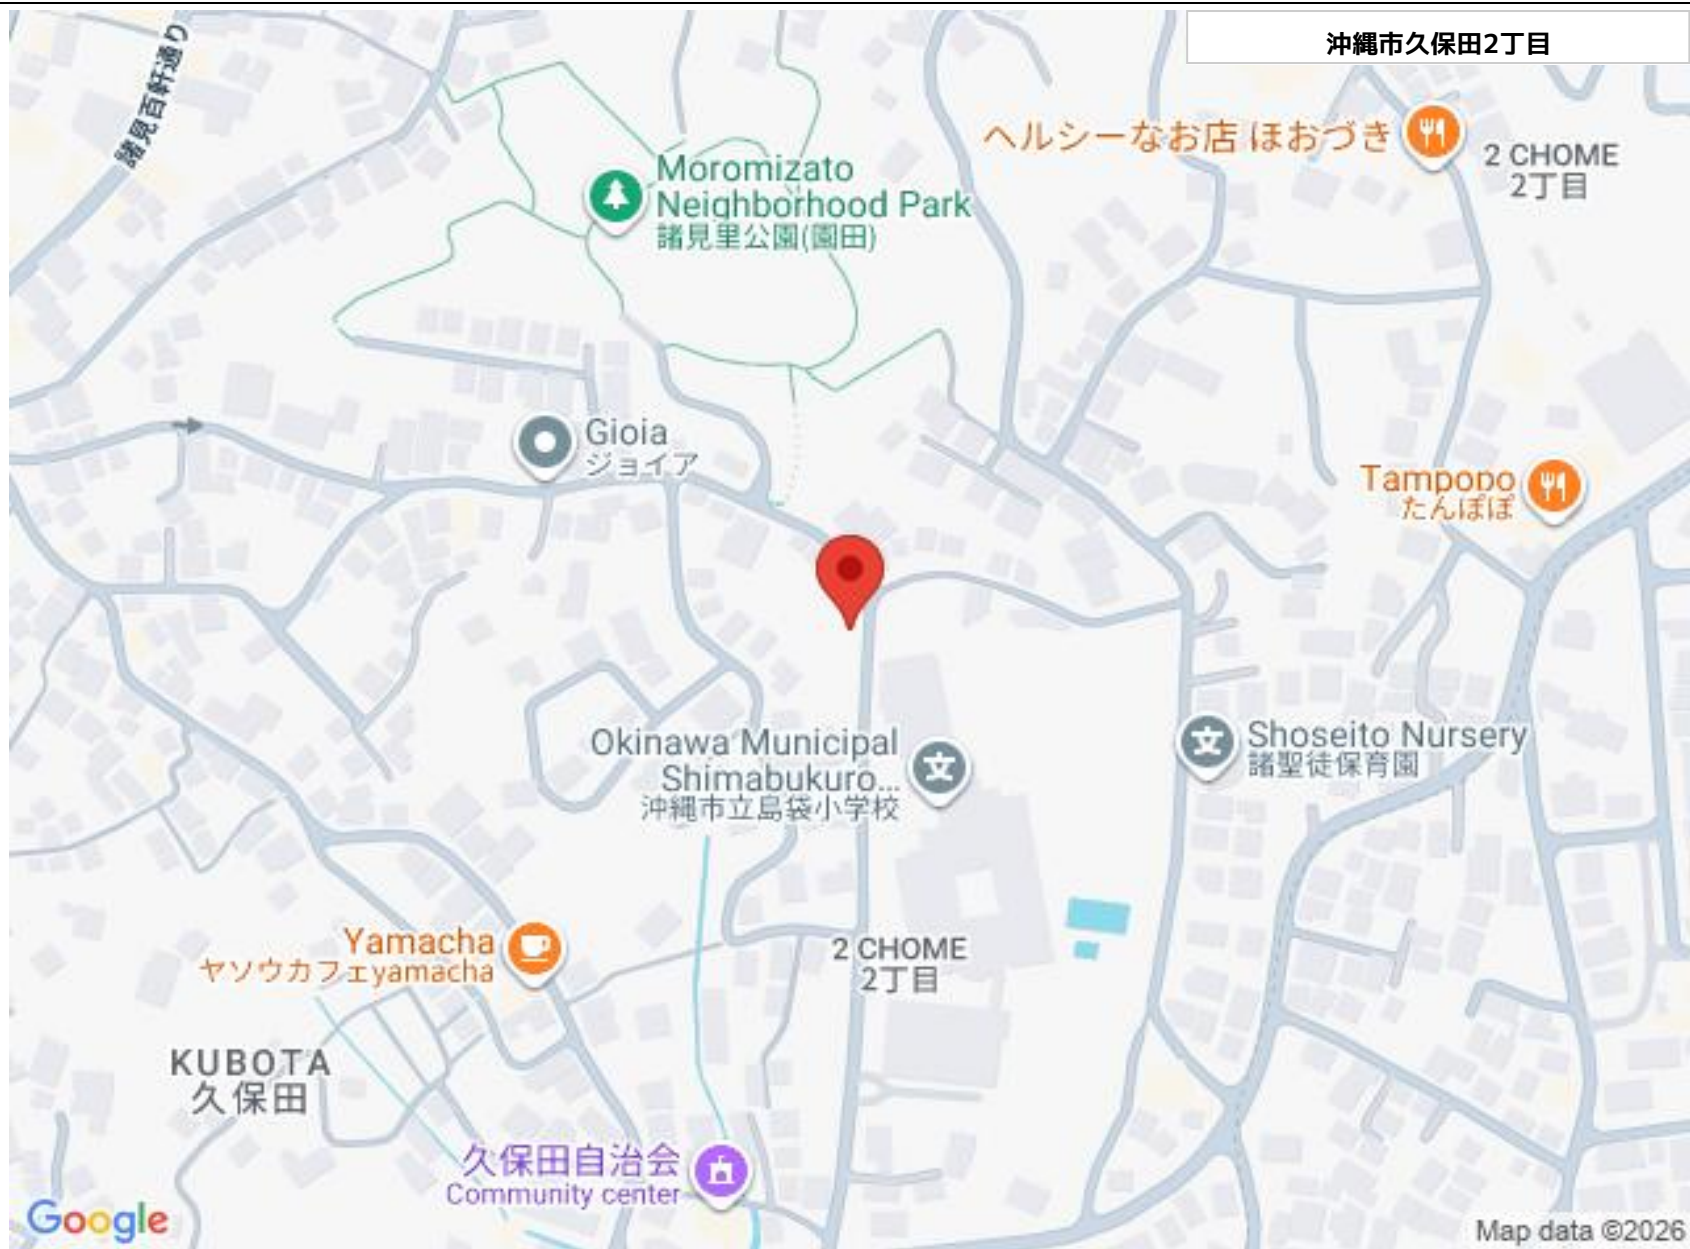 沖縄市久保田2丁目
諸見百軒通り
ヘルシーなお店 ほおづき
2 CHOME
2丁目
Moromizato
Neighborhood Park
諸見里公園(園田)
Gioia
ジョイア
Tampopo
たんぽぽ
Okinawa Municipal
Shimabukuro...
沖縄市立島袋小学校
Shoseito Nursery
諸聖徒保育園
Yamacha
ヤソウカフェyamacha
2 CHOME
2丁目
KUBOTA
久保田
久保田自治会
Community center
Google
Map data ©2026